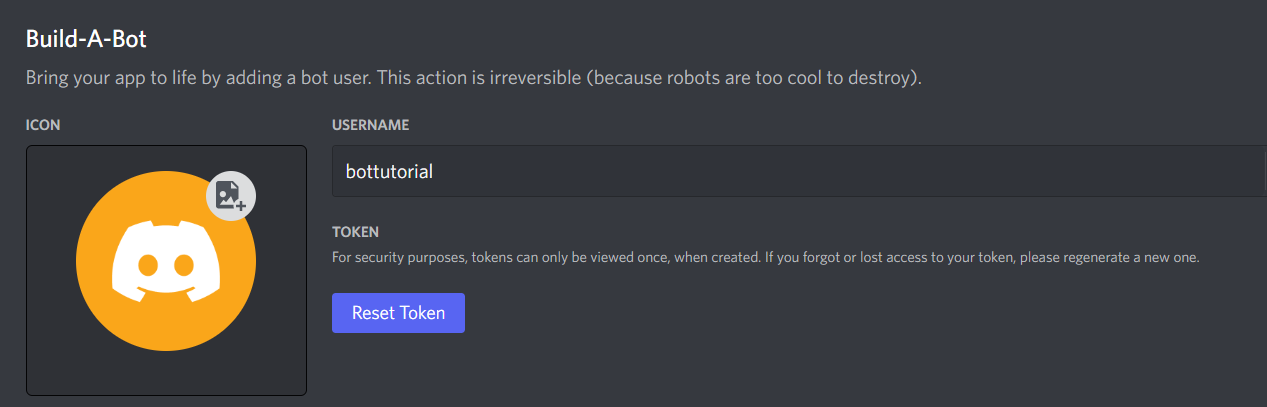 Build-A-Bot
Bring your app to life by adding a bot user. This action is irreversible (because robots are too cool to destroy).
ICON
USERNAME
bottutorial
TOKEN
For security purposes, tokens can only be viewed once, when created. If you forgot or lost access to your token, please regenerate a new one.
Reset Token